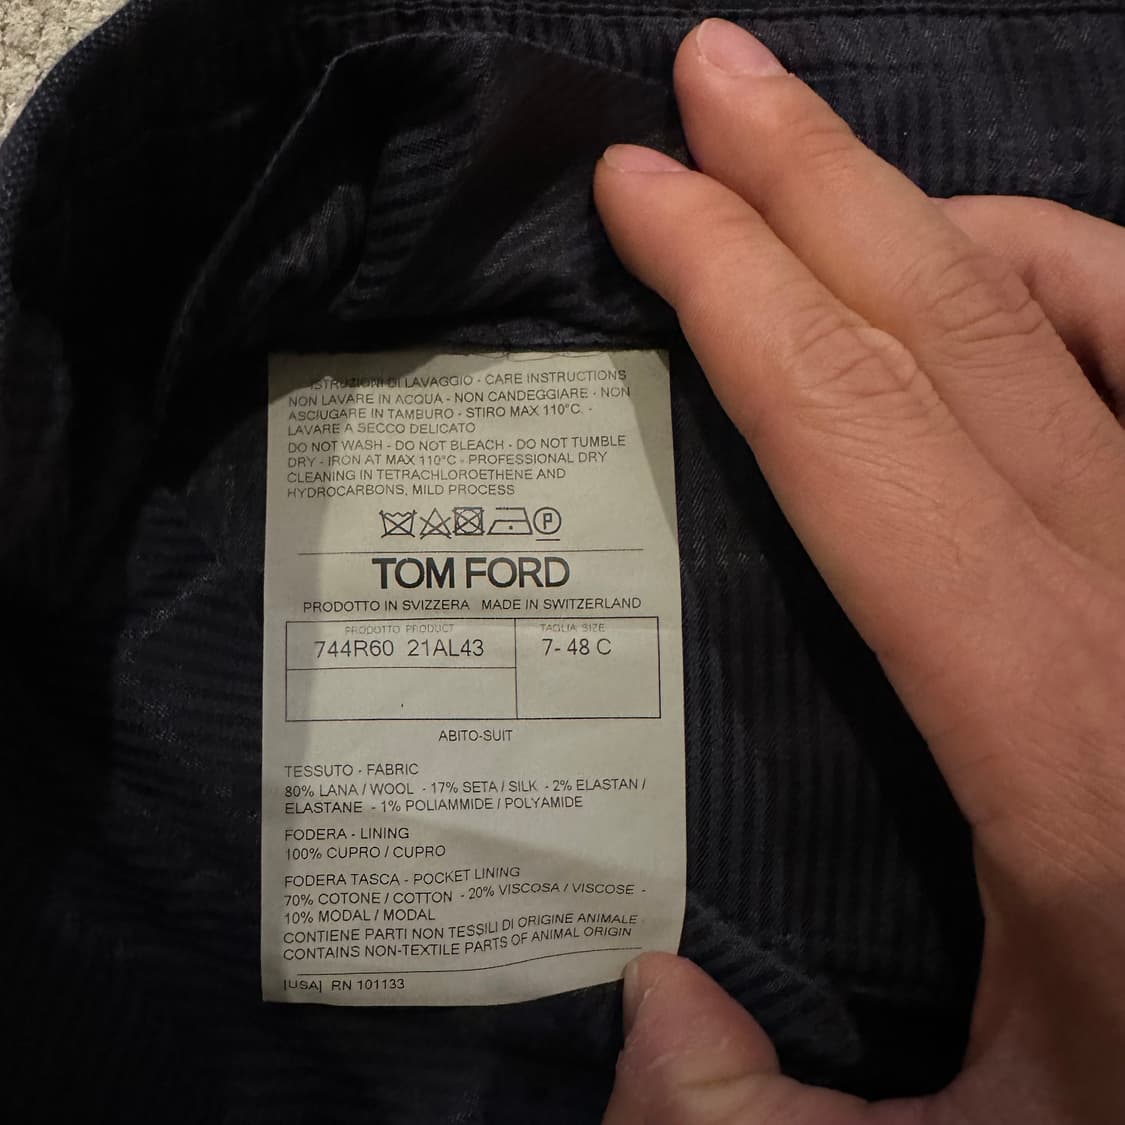 ISTRUZIONI DI LAVAGGIO - CARE INSTRUCTIONS
NON LAVARE IN ACQUA - NON CANDEGGIARE - NON
ASCIUGARE IN TAMBURO - STIRO MAX 110°C. -
LAVARE A SECCO DELICATO
DO NOT WASH - DO NOT BLEACH - DO NOT TUMBLE
DRY - IRON AT MAX 110°C - PROFESSIONAL DRY
CLEANING IN TETRACHLOROETHENE AND
HYDROCARBONS, MILD PROCESS
P
TOM FORD
PRODOTTO IN SVIZZERA MADE IN SWITZERLAND
PRODOTTO PRODUCT TAGLIA SIZE
744R60 21AL43 7- 48 C
ABITO-SUIT
TESSUTO - FABRIC
80% LANA / WOOL - 17% SETA / SILK - 2% ELASTAN /
ELASTANE - 1% POLIAMMIDE / POLYAMIDE
FODERA - LINING
100% CUPRO / CUPRO
FODERA TASCA - POCKET LINING
70% COTONE / COTTON - 20% VISCOSA / VISCOSE -
10% MODAL / MODAL
CONTIENE PARTI NON TESSILI DI ORIGINE ANIMALE
CONTAINS NON-TEXTILE PARTS OF ANIMAL ORIGIN
[USA] RN 101133